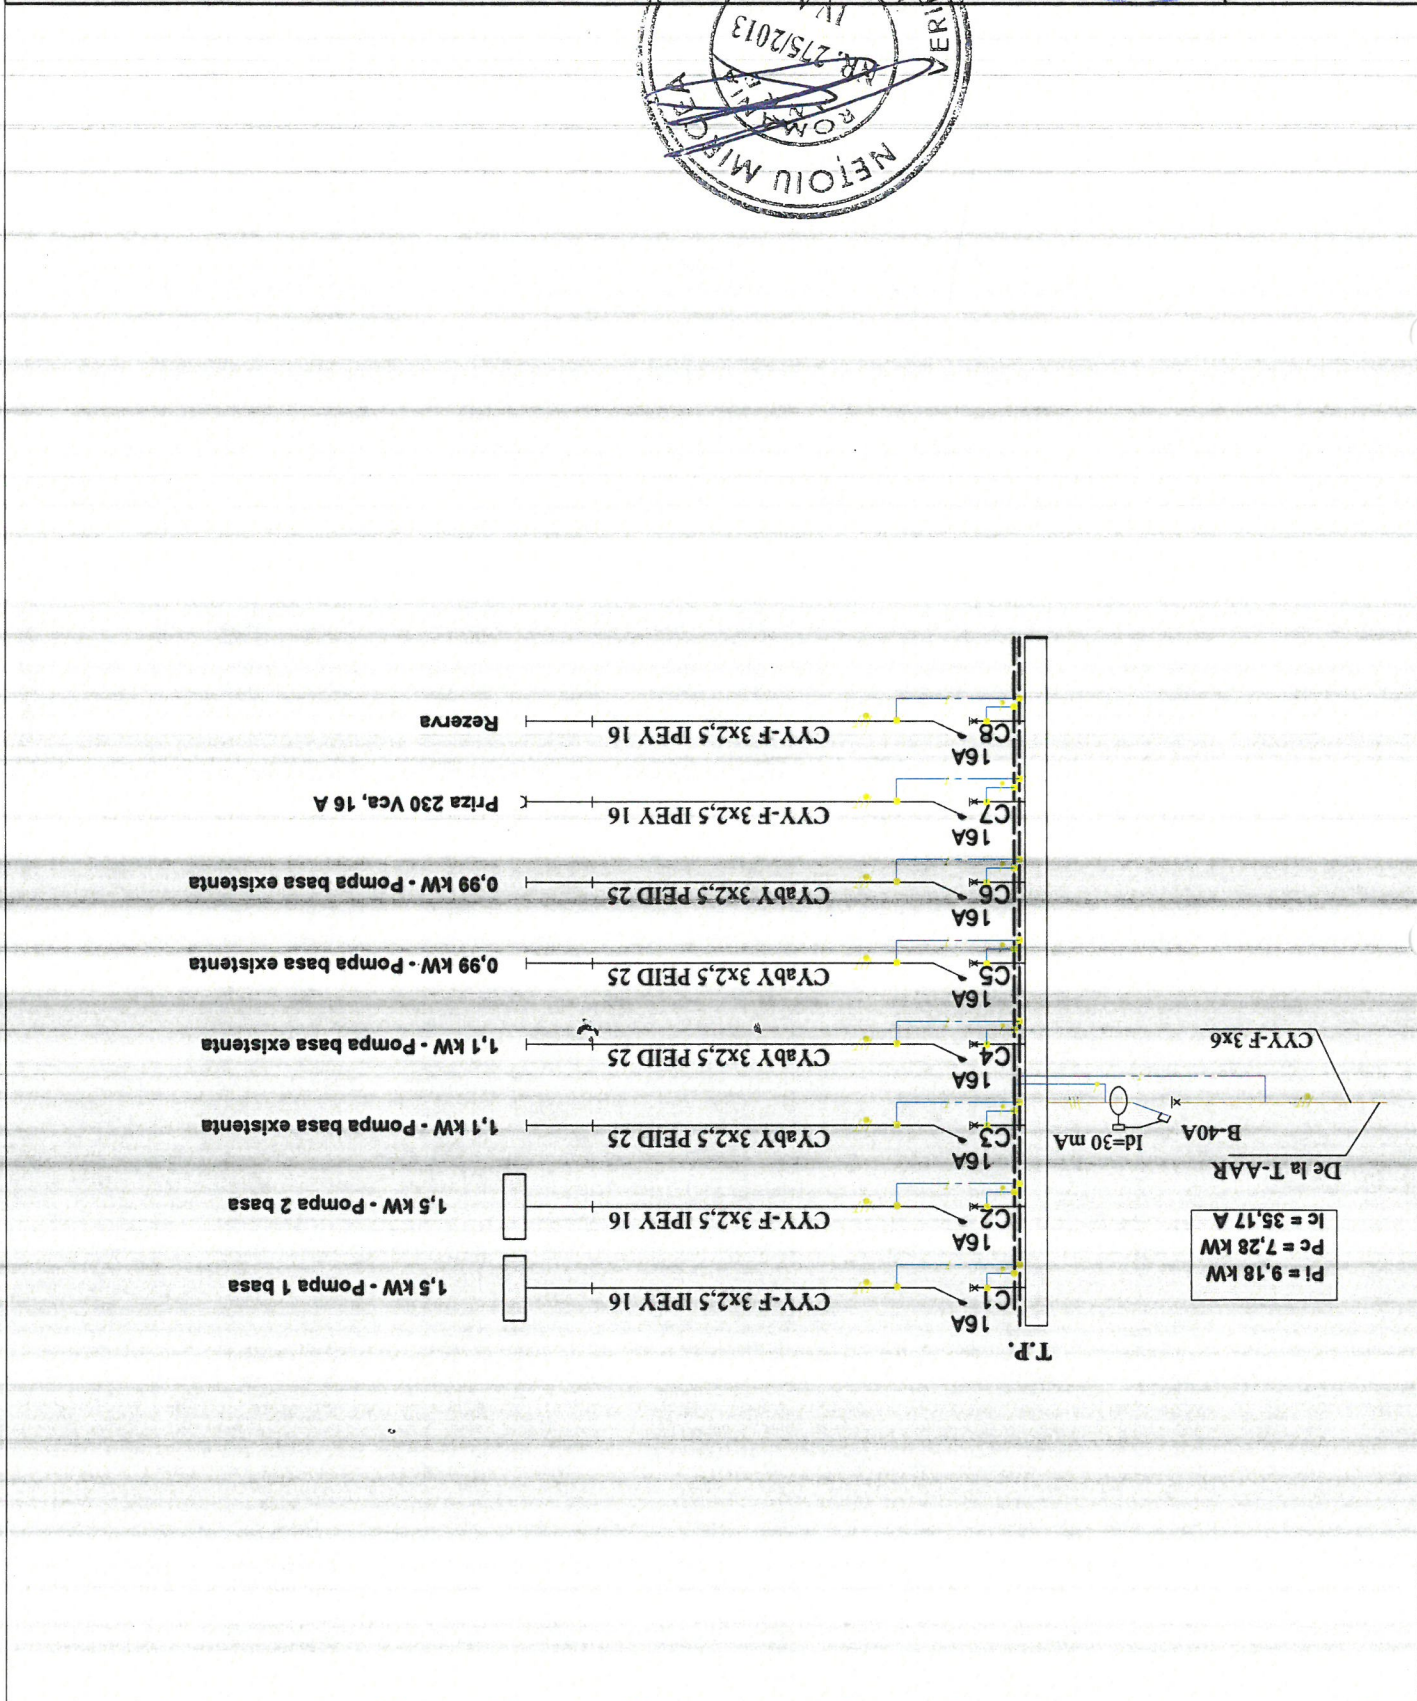 T.P.
Pi = 9,18 kW
Pc = 7,28 kW
Ic = 35,17 A
De la T-AAR
B-40A
Id=30 mA
CYY-F 3x6
16A
C1
CYY-F 3x2,5 IPEY 16
1,5 kW - Pompa 1 basa
16A
C2
CYY-F 3x2,5 IPEY 16
1,5 kW - Pompa 2 basa
16A
C3
CYabY 3x2,5 PEID 25
1,1 kW - Pompa basa existenta
16A
C4
CYabY 3x2,5 PEID 25
1,1 kW - Pompa basa existenta
16A
C5
CYabY 3x2,5 PEID 25
0,99 kW - Pompa basa existenta
16A
C6
CYabY 3x2,5 PEID 25
0,99 kW - Pompa basa existenta
16A
C7
CYY-F 3x2,5 IPEY 16
Priza 230 Vca, 16 A
16A
C8
CYY-F 3x2,5 IPEY 16
Rezerva
NEȚOIU MIRCEA
ROMÂNIA
NR. 275/2013